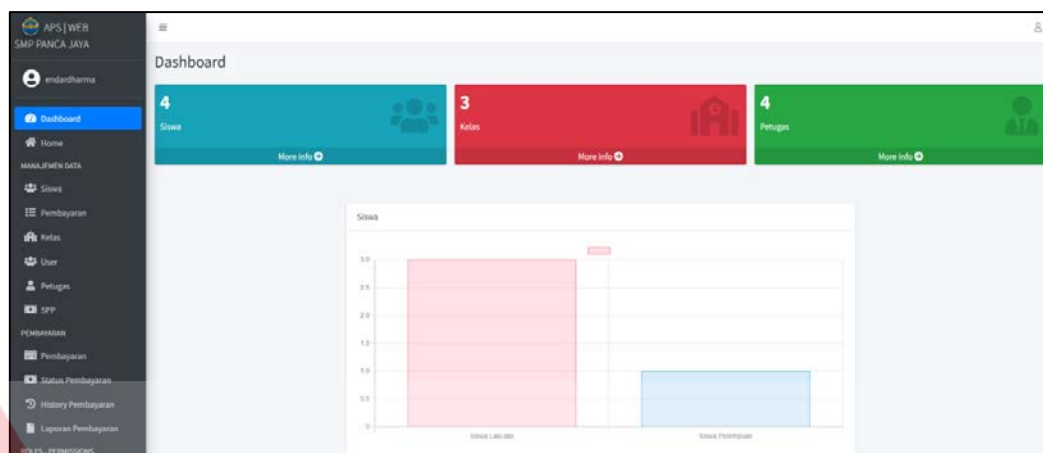 APS | WEB
SMP PANCA JAYA
endardharma
Dashboard
Home
MANAJEMEN DATA
Siswa
Pembayaran
Kelas
User
Petugas
SPP
PEMBAYARAN
Pembayaran
Status Pembayaran
History Pembayaran
Laporan Pembayaran
ROLES - PERMISSIONS
Dashboard
4
Siswa
More info
3
Kelas
More info
4
Petugas
More info
Siswa
3.0
2.5
2.0
1.5
1.0
0.5
0
Siswa Laki-laki
Siswa Perempuan